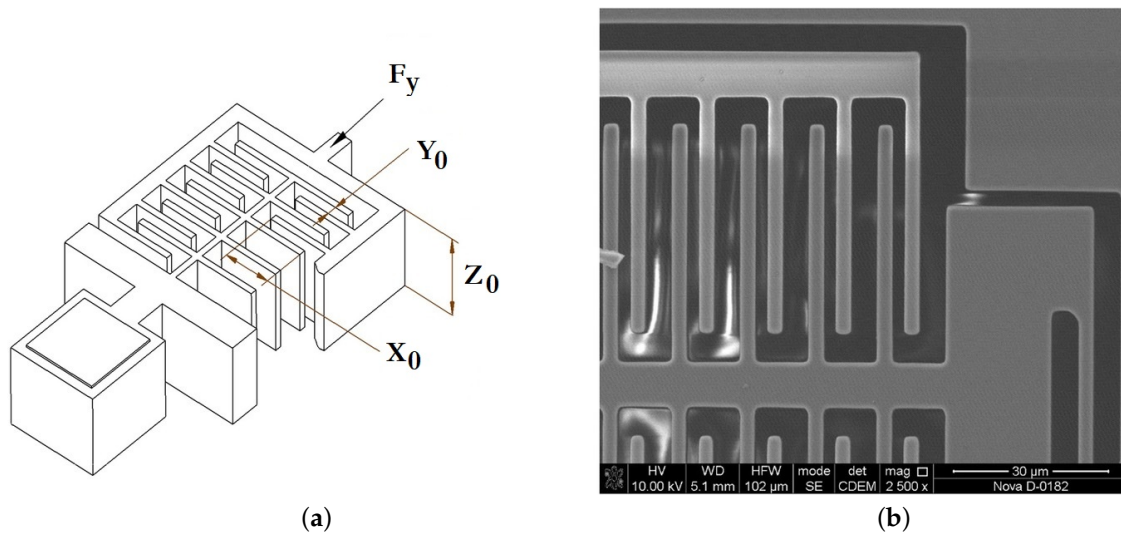 F_y
Y_0
Z_0
X_0
HV WD HFW mode det mag □ 30 µm
10.00 kV 5.1 mm 102 µm SE CDEM 2 500 x Nova D-0182
(a) (b)